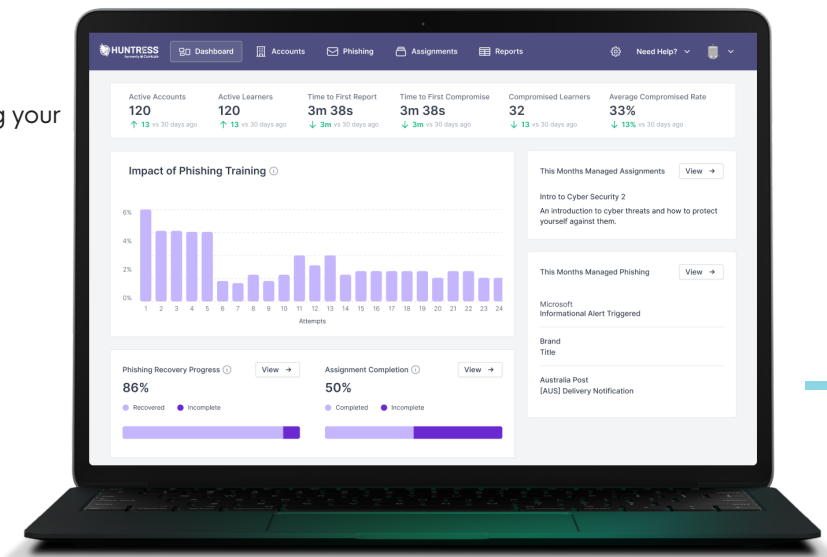 g your
HUNTRESS
formerly Curricula
Dashboard Accounts Phishing Assignments Reports Need Help?
Active Accounts Active Learners Time to First Report Time to First Compromise Compromised Learners Average Compromised Rate
120 120 3m 38s 3m 38s 32 33%
↑ 13 vs 30 days ago ↑ 13 vs 30 days ago ↓ 3m vs 30 days ago ↓ 3m vs 30 days ago ↓ 13 vs 30 days ago ↓ 13% vs 30 days ago
Impact of Phishing Training
6%
4%
2%
0%
1 2 3 4 5 6 7 8 9 10 11 12 13 14 15 16 17 18 19 20 21 22 23 24
Attempts
This Months Managed Assignments View →
Intro to Cyber Security 2
An introduction to cyber threats and how to protect
yourself against them.
This Months Managed Phishing View →
Microsoft
Informational Alert Triggered
Brand
Title
Australia Post
[AUS] Delivery Notification
Phishing Recovery Progress View → Assignment Completion View →
86% 50%
Recovered Incomplete Completed Incomplete